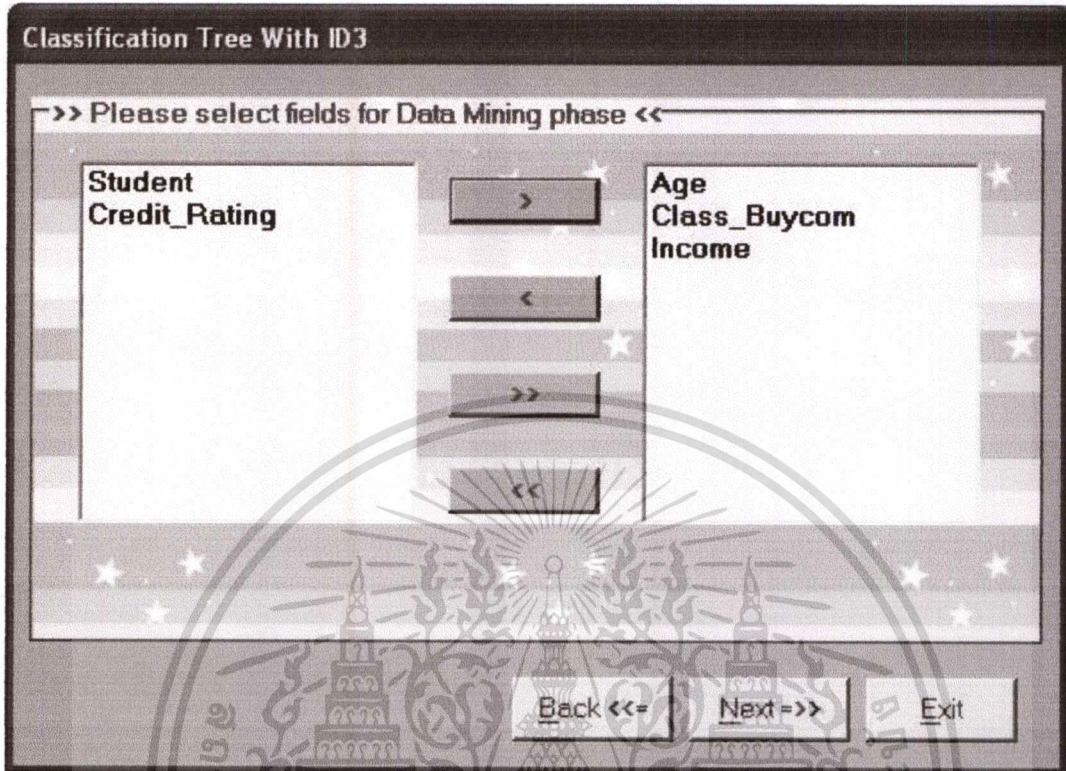 Classification Tree With ID3
>> Please select fields for Data Mining phase <<
Student
Credit_Rating
>
<
>>
<<
Age
Class_Buycom
Income
Back <<=
Next =>>
Exit